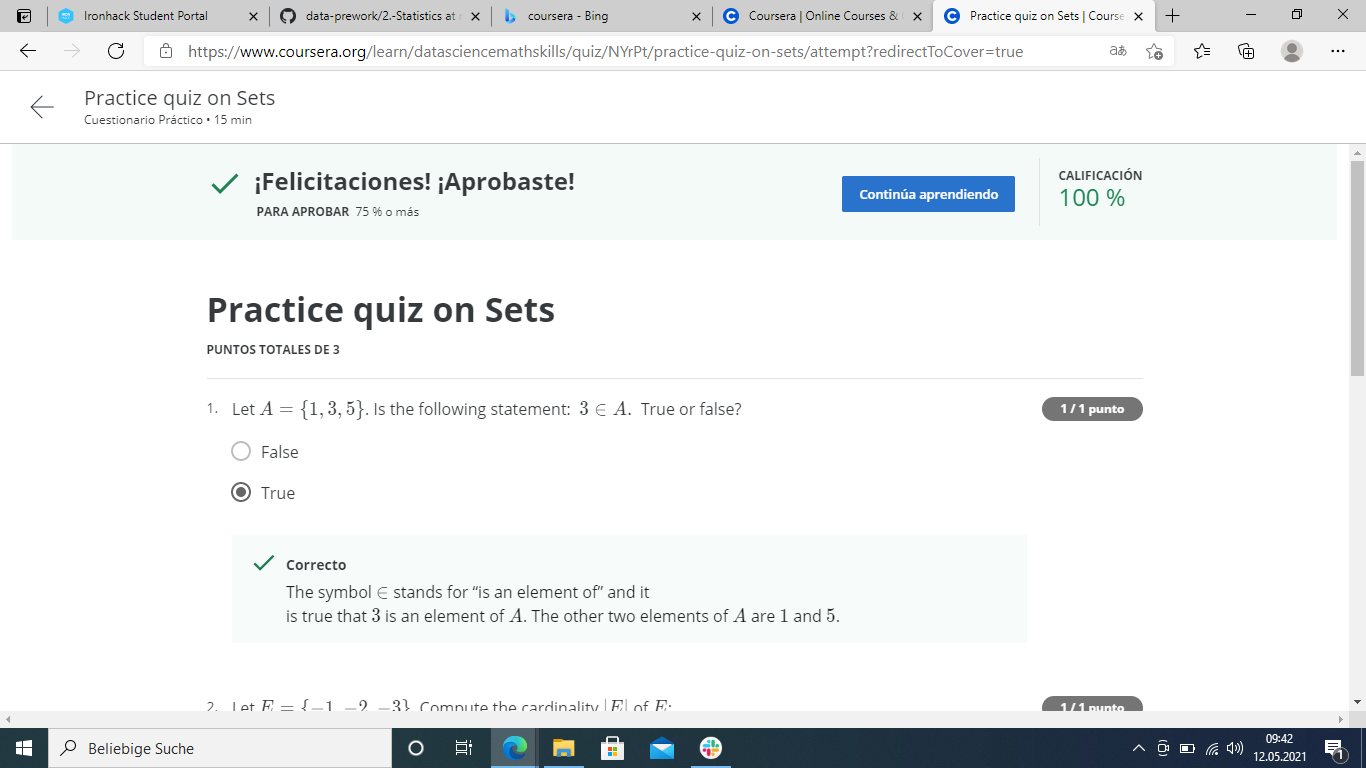 Ironhack Student Portal
data-prework/2.-Statistics at
coursera - Bing
Coursera | Online Courses &
Practice quiz on Sets | Course
https://www.coursera.org/learn/datasciencemathskills/quiz/NYrPt/practice-quiz-on-sets/attempt?redirectToCover=true
Practice quiz on Sets
Cuestionario Práctico • 15 min
¡Felicitaciones! ¡Aprobaste!
PARA APROBAR 75 % o más
Continúa aprendiendo
CALIFICACIÓN
100 %
Practice quiz on Sets
PUNTOS TOTALES DE 3
1. Let A = {1, 3, 5}. Is the following statement: 3 ∈ A. True or false?
1 / 1 punto
False
True
Correcto
The symbol ∈ stands for “is an element of” and it
is true that 3 is an element of A. The other two elements of A are 1 and 5.
2. Let E = {−1, −2, −3}. Compute the cardinality |E| of E:
1 / 1 punto
Beliebige Suche
09:42
12.05.2021
1